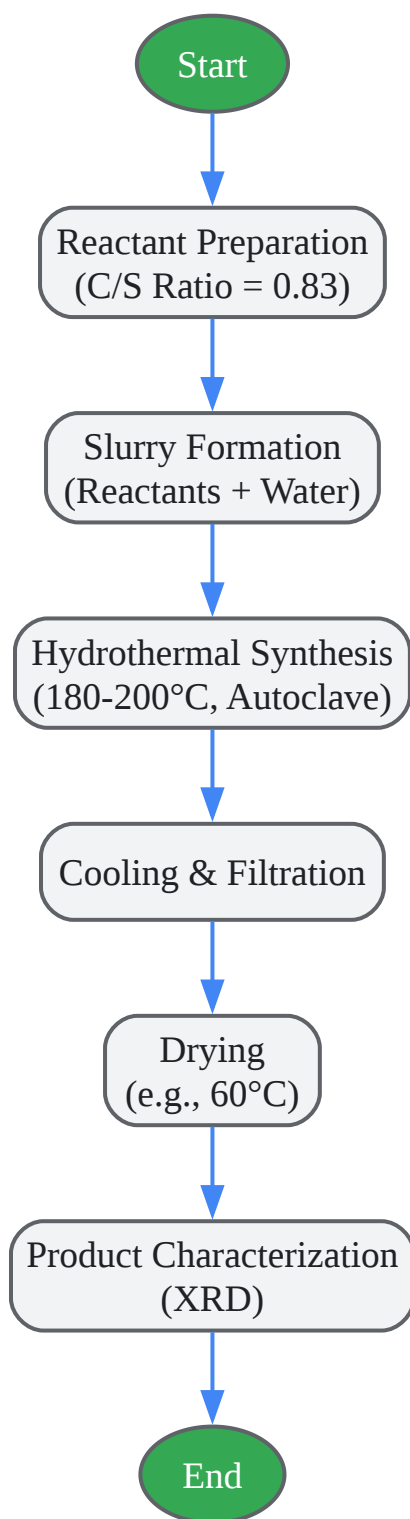 Start
Reactant Preparation
(C/S Ratio = 0.83)
Slurry Formation
(Reactants + Water)
Hydrothermal Synthesis
(180-200°C, Autoclave)
Cooling & Filtration
Drying
(e.g., 60°C)
Product Characterization
(XRD)
End